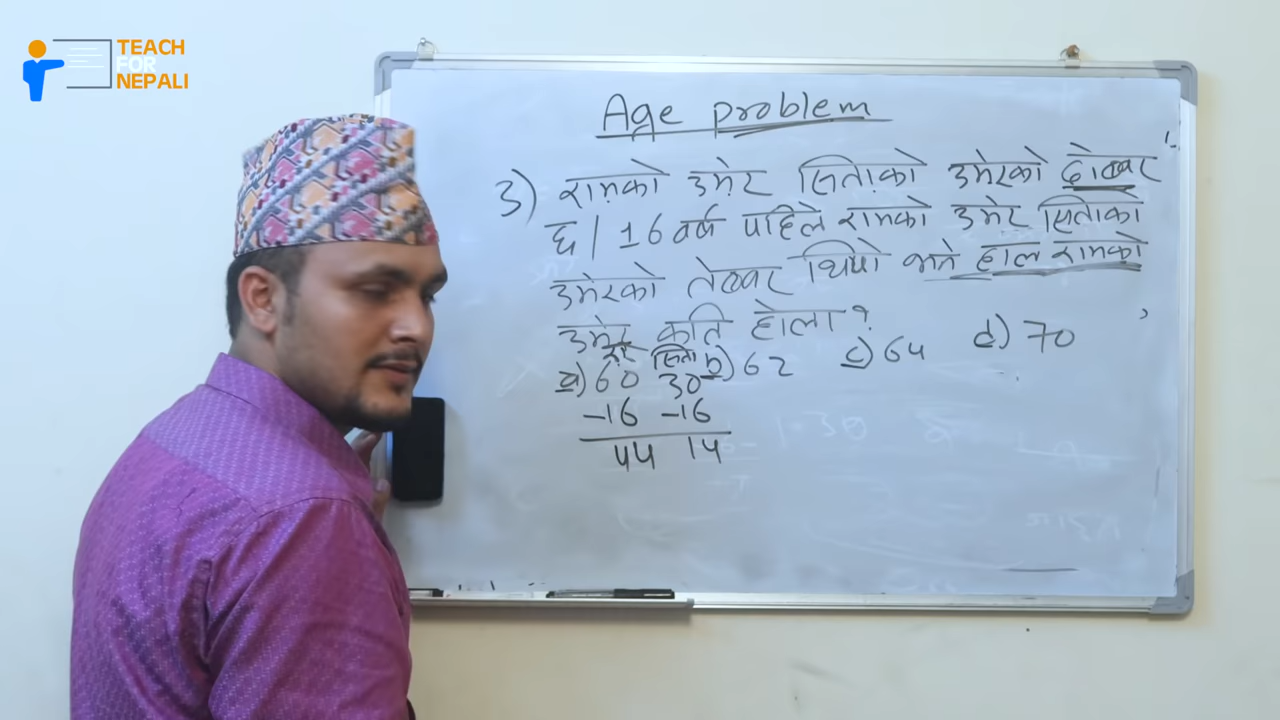 TEACH
FOR
NEPALI
Age problem
3) रामको उमेर सिताको उमेरको दोब्बर
छ | 16 वर्ष पहिले रामको उमेर सिताको
उमेरको तेब्बर थियो भने हाल रामको
उमेर कति होला?
सिता
a) 60 30 b) 62 c) 64 d) 70
-16 -16
44 14